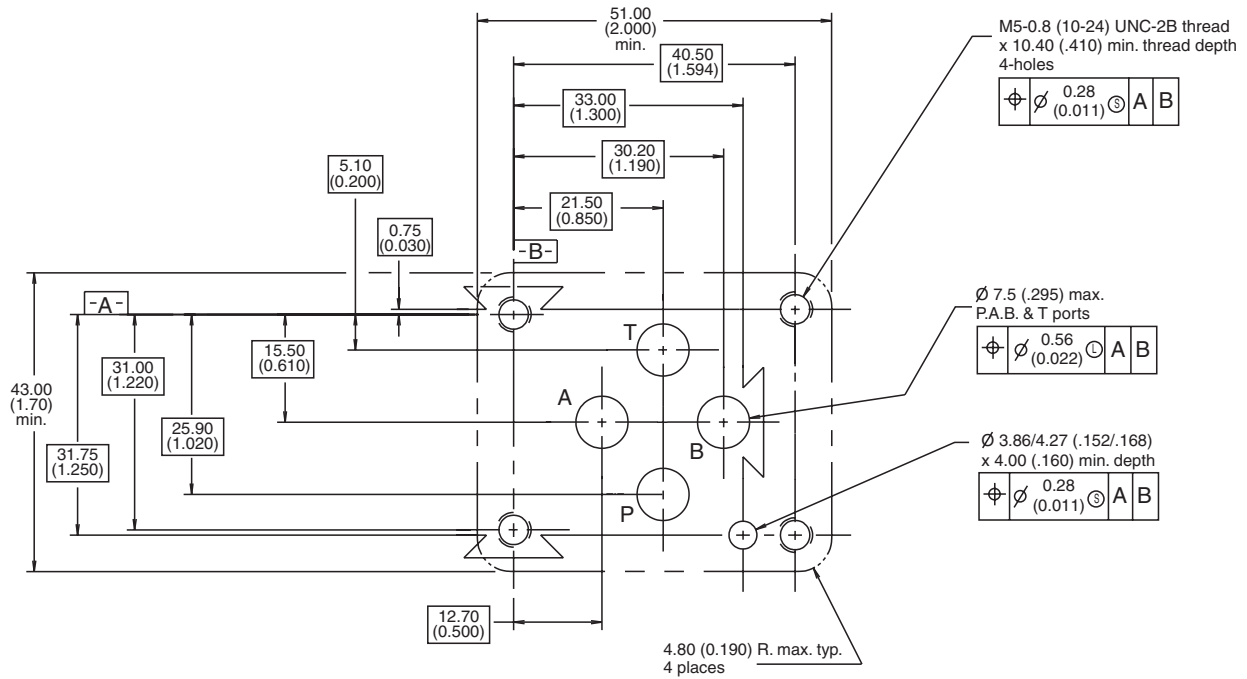 51.00
(2.000)
min.
40.50
(1.594)
33.00
(1.300)
30.20
(1.190)
21.50
(0.850)
5.10
(0.200)
0.75
(0.030)
-B-
-A-
15.50
(0.610)
31.00
(1.220)
43.00
(1.70)
min.
25.90
(1.020)
31.75
(1.250)
12.70
(0.500)
T
A
B
P
M5-0.8 (10-24) UNC-2B thread
x 10.40 (.410) min. thread depth
4-holes
⌖ Ø 0.28 (0.011) Ⓢ A B
Ø 7.5 (.295) max.
P.A.B. & T ports
⌖ Ø 0.56 (0.022) Ⓛ A B
Ø 3.86/4.27 (.152/.168)
x 4.00 (.160) min. depth
⌖ Ø 0.28 (0.011) Ⓢ A B
4.80 (0.190) R. max. typ.
4 places